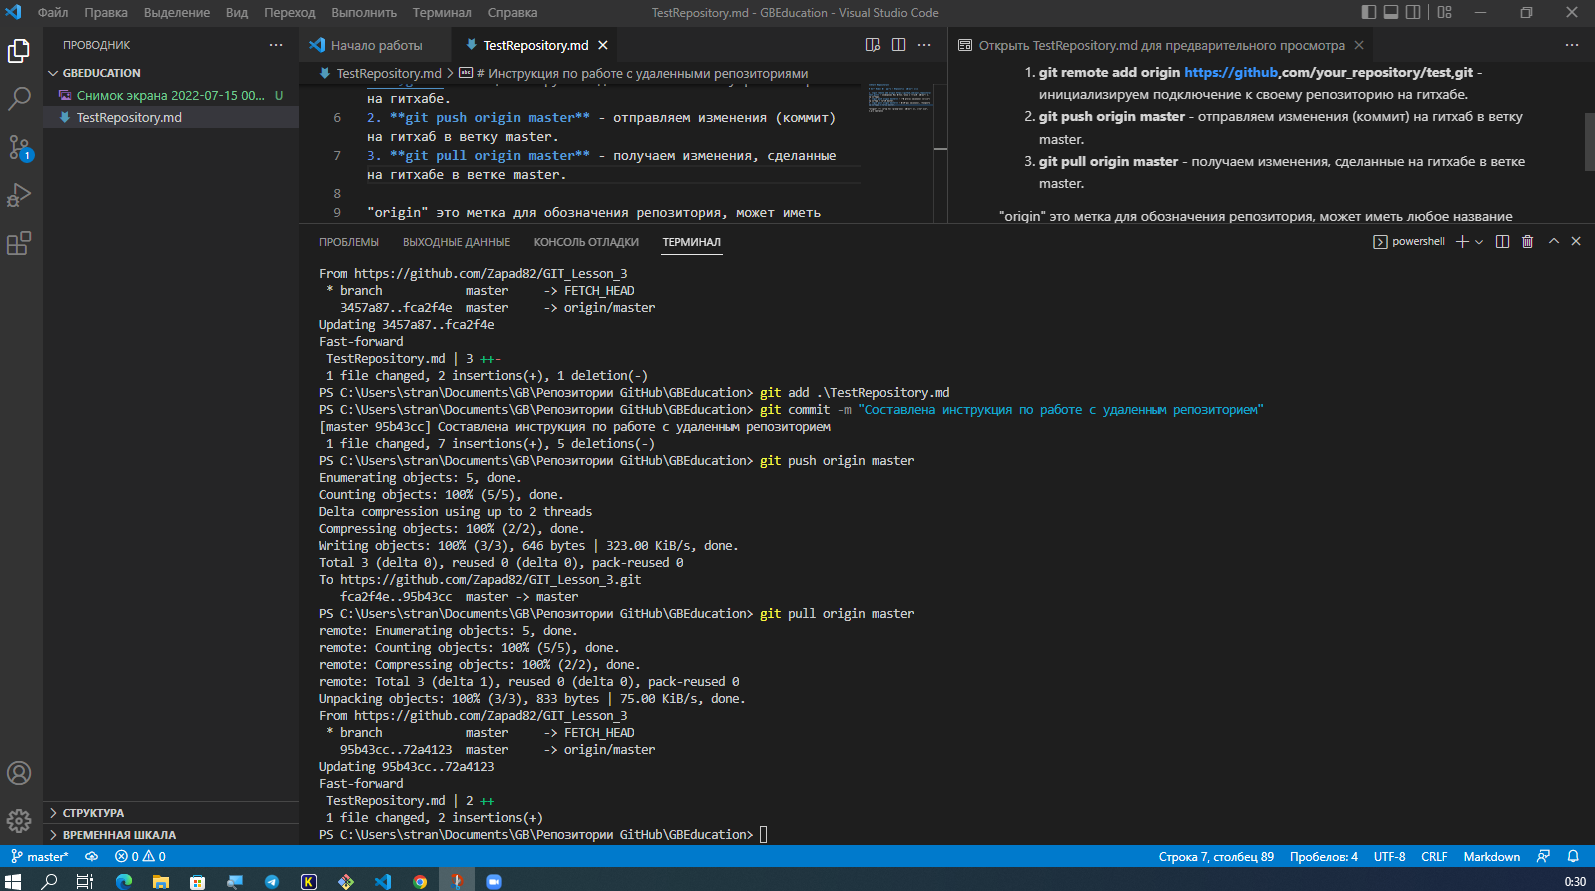 Файл Правка Выделение Вид Переход Выполнить Терминал Справка
TestRepository.md - GBEducation - Visual Studio Code
ПРОВОДНИК
GBEDUCATION
Снимок экрана 2022-07-15 00... U
TestRepository.md
1
СТРУКТУРА
ВРЕМЕННАЯ ШКАЛА
Начало работы
TestRepository.md
TestRepository.md > # Инструкция по работе с удаленными репозиториями
на гитхабе.
6 2. **git push origin master** - отправляем изменения (коммит)
на гитхаб в ветку master.
7 3. **git pull origin master** - получаем изменения, сделанные
на гитхабе в ветке master.
8
9 "origin" это метка для обозначения репозитория, может иметь
Открыть TestRepository.md для предварительного просмотра
1. git remote add origin https://github.com/your_repository/test.git -
инициализируем подключение к своему репозиторию на гитхабе.
2. git push origin master - отправляем изменения (коммит) на гитхаб в ветку
master.
3. git pull origin master - получаем изменения, сделанные на гитхабе в ветке
master.
"origin" это метка для обозначения репозитория, может иметь любое название
ПРОБЛЕМЫ ВЫХОДНЫЕ ДАННЫЕ КОНСОЛЬ ОТЛАДКИ ТЕРМИНАЛ
powershell
From https://github.com/Zapad82/GIT_Lesson_3
* branch master -> FETCH_HEAD
3457a87..fca2f4e master -> origin/master
Updating 3457a87..fca2f4e
Fast-forward
TestRepository.md | 3 ++-
1 file changed, 2 insertions(+), 1 deletion(-)
PS C:\Users\stran\Documents\GB\Репозитории GitHub\GBEducation> git add .\TestRepository.md
PS C:\Users\stran\Documents\GB\Репозитории GitHub\GBEducation> git commit -m "Составлена инструкция по работе с удаленным репозиторием"
[master 95b43cc] Составлена инструкция по работе с удаленным репозиторием
1 file changed, 7 insertions(+), 5 deletions(-)
PS C:\Users\stran\Documents\GB\Репозитории GitHub\GBEducation> git push origin master
Enumerating objects: 5, done.
Counting objects: 100% (5/5), done.
Delta compression using up to 2 threads
Compressing objects: 100% (2/2), done.
Writing objects: 100% (3/3), 646 bytes | 323.00 KiB/s, done.
Total 3 (delta 0), reused 0 (delta 0), pack-reused 0
To https://github.com/Zapad82/GIT_Lesson_3.git
fca2f4e..95b43cc master -> master
PS C:\Users\stran\Documents\GB\Репозитории GitHub\GBEducation> git pull origin master
remote: Enumerating objects: 5, done.
remote: Counting objects: 100% (5/5), done.
remote: Compressing objects: 100% (2/2), done.
remote: Total 3 (delta 1), reused 0 (delta 0), pack-reused 0
Unpacking objects: 100% (3/3), 833 bytes | 75.00 KiB/s, done.
From https://github.com/Zapad82/GIT_Lesson_3
* branch master -> FETCH_HEAD
95b43cc..72a4123 master -> origin/master
Updating 95b43cc..72a4123
Fast-forward
TestRepository.md | 2 ++
1 file changed, 2 insertions(+)
PS C:\Users\stran\Documents\GB\Репозитории GitHub\GBEducation>
master* 0 0
Строка 7, столбец 89 Пробелов: 4 UTF-8 CRLF Markdown
0:30